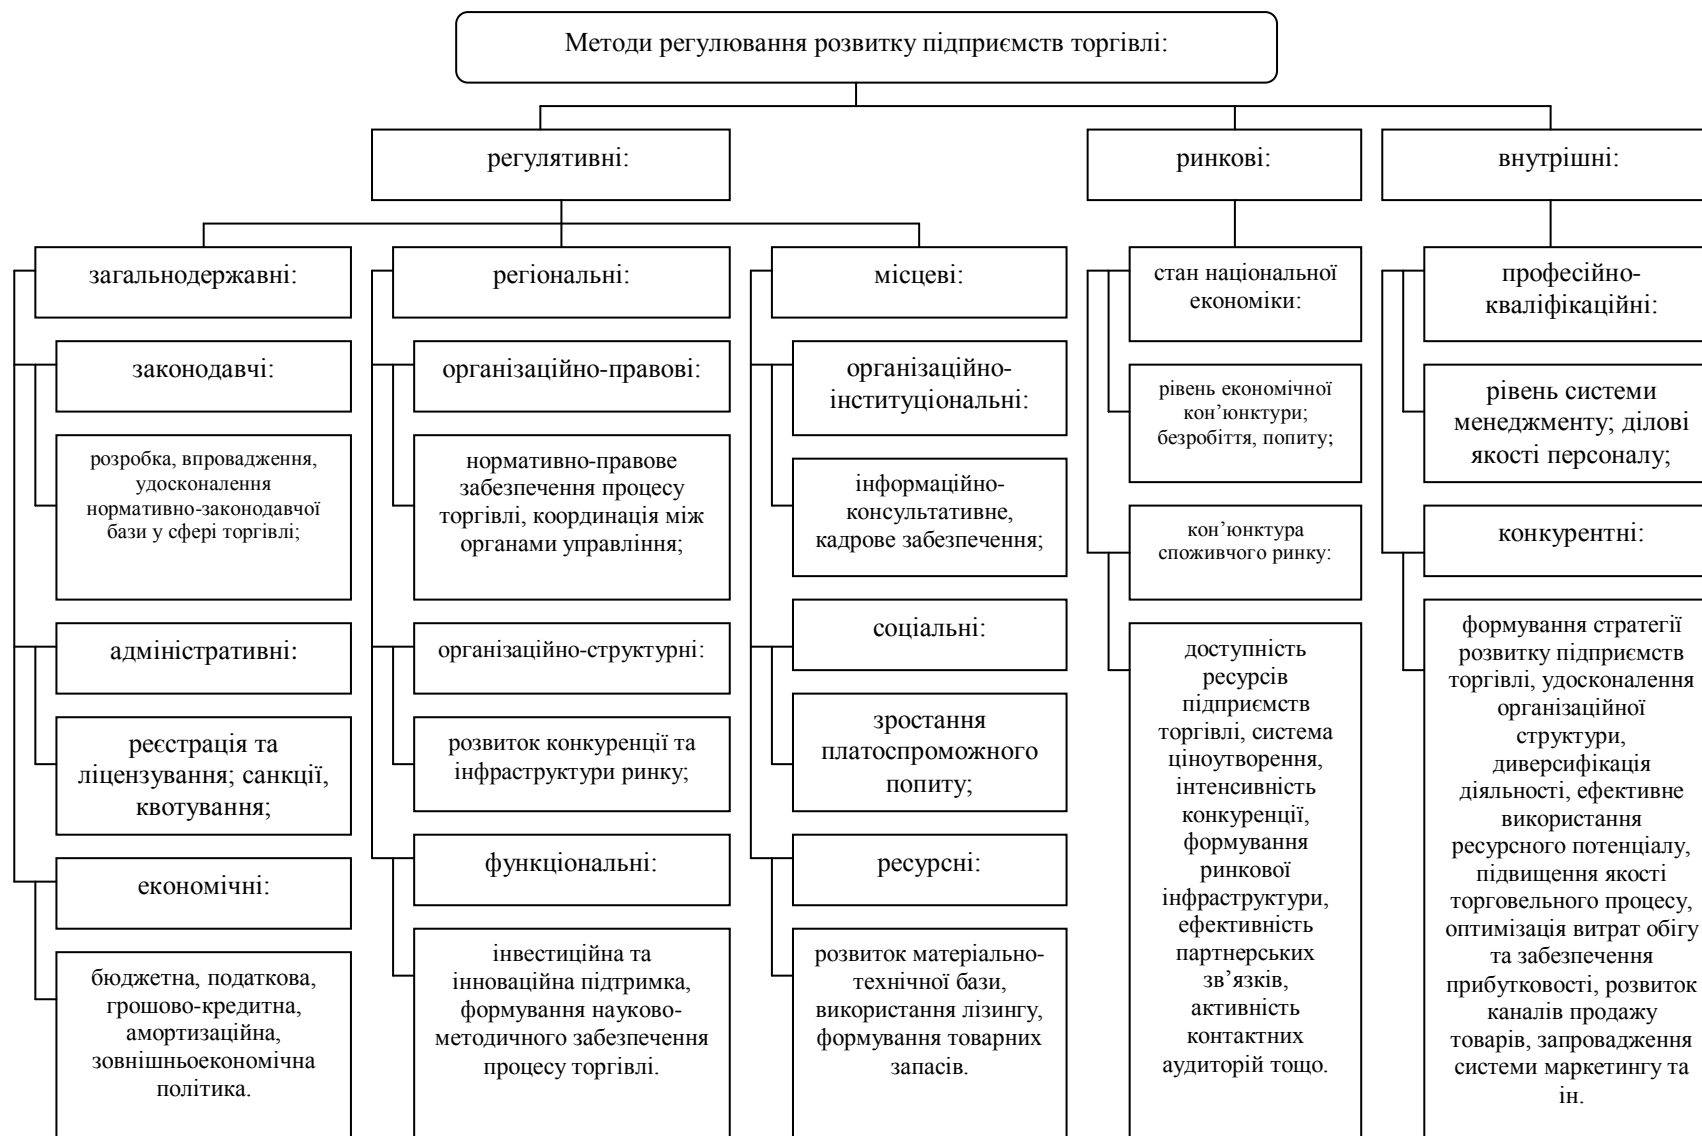 Методи регулювання розвитку підприємств торгівлі:
регулятивні:
ринкові:
внутрішні:
загальнодержавні:
регіональні:
місцеві:
стан національної
економіки:
професійно-
кваліфікаційні:
законодавчі:
організаційно-правові:
організаційно-
інституціональні:
рівень економічної
кон’юнктури;
безробіття, попиту;
рівень системи
менеджменту; ділові
якості персоналу;
розробка, впровадження,
удосконалення
нормативно-законодавчої
бази у сфері торгівлі;
нормативно-правове
забезпечення процесу
торгівлі, координація між
органами управління;
інформаційно-
консультативне,
кадрове забезпечення;
кон’юнктура
споживчого ринку:
конкурентні:
адміністративні:
організаційно-структурні:
соціальні:
доступність
ресурсів
підприємств
торгівлі, система
ціноутворення,
інтенсивність
конкуренції,
формування
ринкової
інфраструктури,
ефективність
партнерських
зв’язків,
активність
контактних
аудиторій тощо.
формування стратегії
розвитку підприємств
торгівлі, удосконалення
організаційної
структури,
диверсифікація
діяльності, ефективне
використання
ресурсного потенціалу,
підвищення якості
торговельного процесу,
оптимізація витрат обігу
та забезпечення
прибутковості, розвиток
каналів продажу
товарів, запровадження
системи маркетингу та
ін.
реєстрація та
ліцензування; санкції,
квотування;
розвиток конкуренції та
інфраструктури ринку;
зростання
платоспроможного
попиту;
економічні:
функціональні:
ресурсні:
бюджетна, податкова,
грошово-кредитна,
амортизаційна,
зовнішньоекономічна
політика.
інвестиційна та
інноваційна підтримка,
формування науково-
методичного забезпечення
процесу торгівлі.
розвиток матеріально-
технічної бази,
використання лізингу,
формування товарних
запасів.